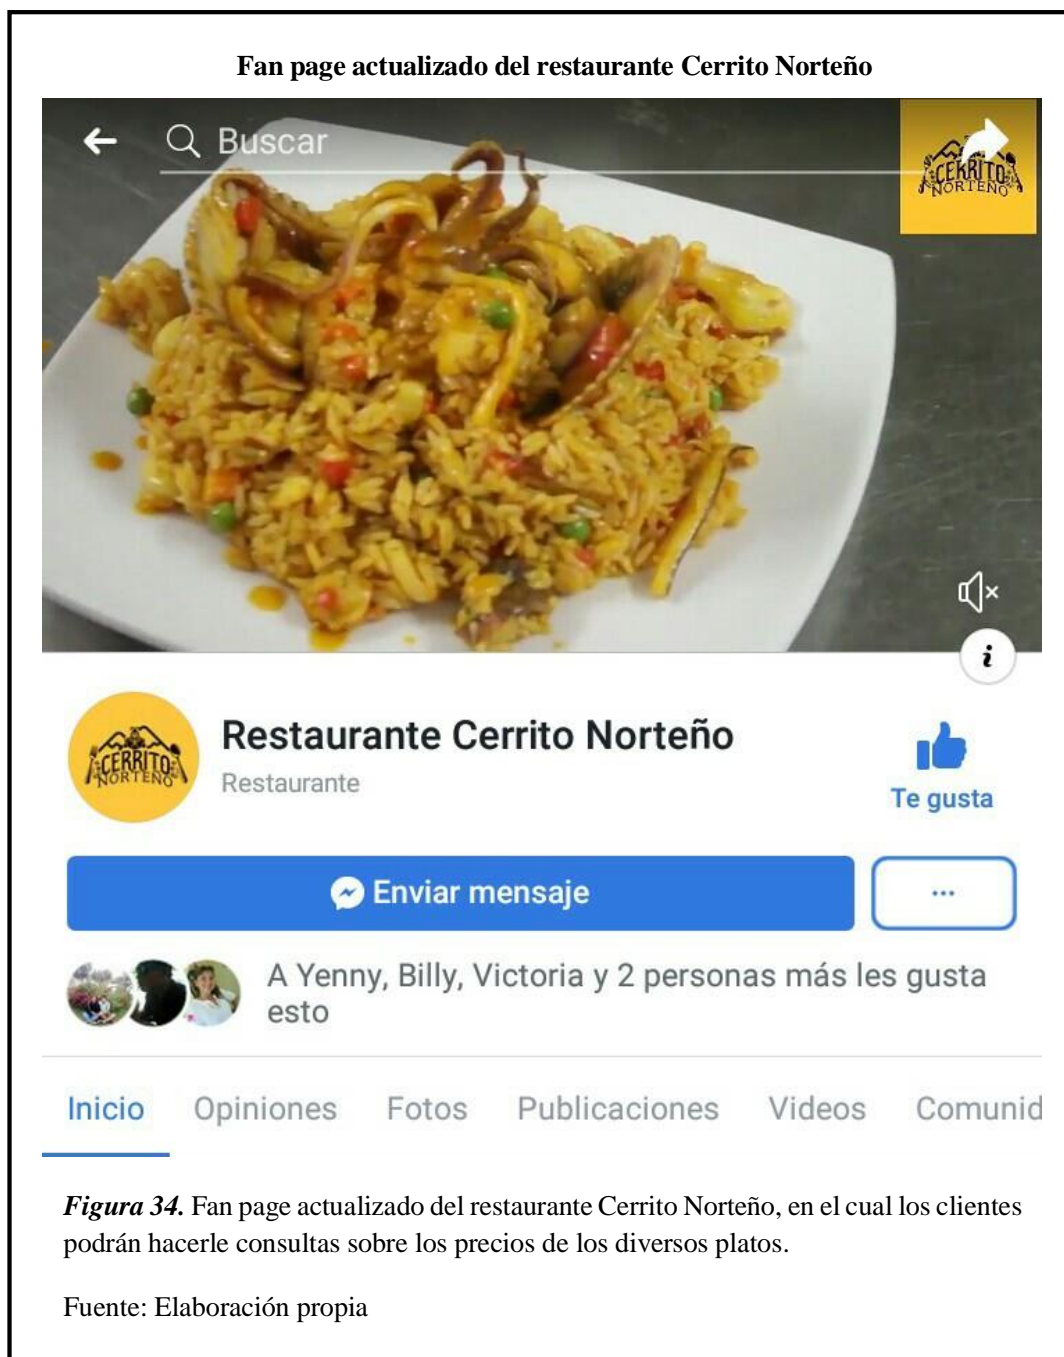 Fan page actualizado del restaurante Cerrito Norteño
Buscar
CERRITO
NORTEÑO
Restaurante Cerrito Norteño
CERRITO
NORTEÑO
Restaurante
Te gusta
Enviar mensaje
...
A Yenny, Billy, Victoria y 2 personas más les gusta
esto
Inicio Opiniones Fotos Publicaciones Videos Comunid
Figura 34. Fan page actualizado del restaurante Cerrito Norteño, en el cual los clientes
podrán hacerle consultas sobre los precios de los diversos platos.
Fuente: Elaboración propia